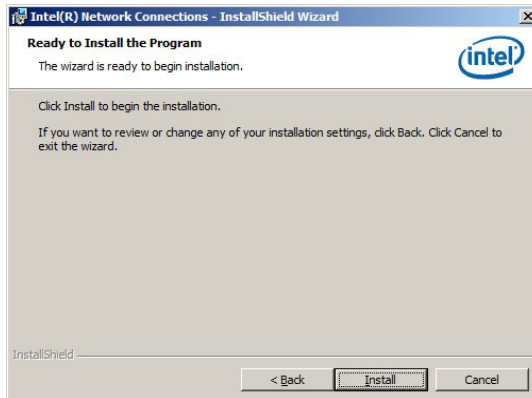 Intel(R) Network Connections - InstallShield Wizard
Ready to Install the Program
The wizard is ready to begin installation.
intel
Click Install to begin the installation.
If you want to review or change any of your installation settings, click Back. Click Cancel to
exit the wizard.
InstallShield
< Back
Install
Cancel